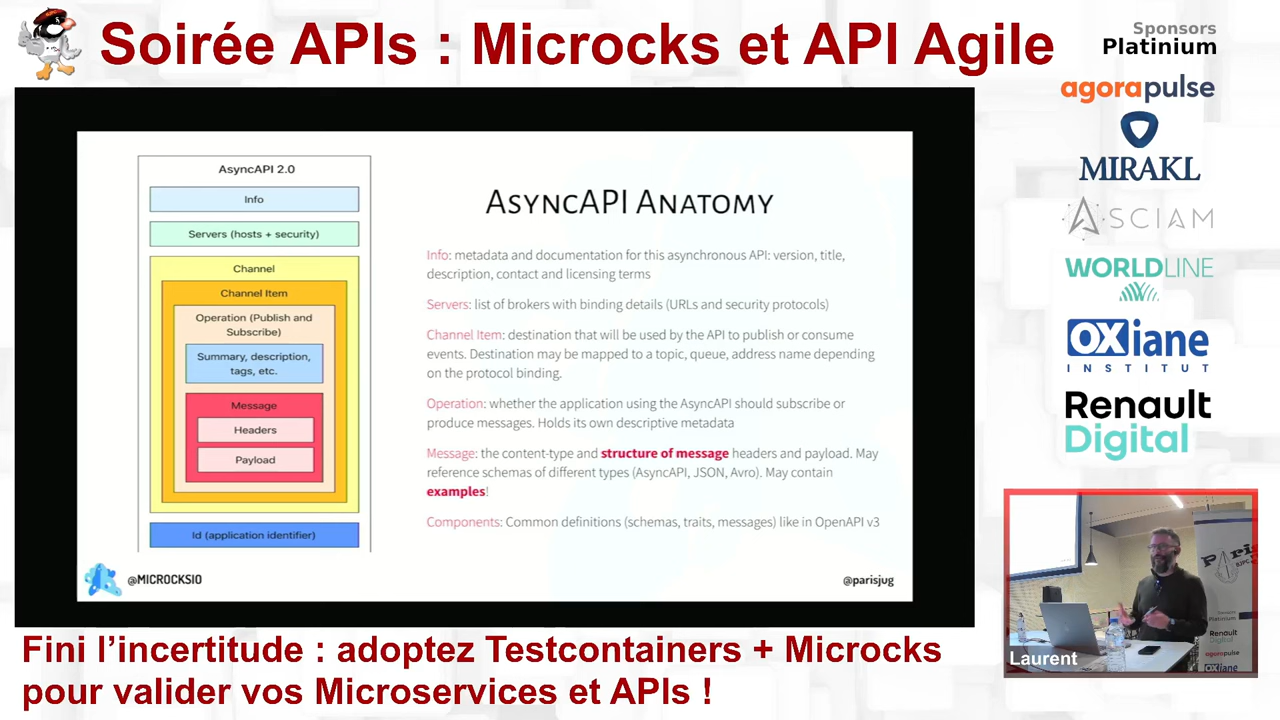 Soirée APIs : Microcks et API Agile
Sponsors
Platinium
agorapulse
MIRAKL
ASCIAM
WORLDLINE
OXiane
INSTITUT
Renault
Digital
AsyncAPI 2.0
Info
Servers (hosts + security)
Channel
Channel Item
Operation (Publish and
Subscribe)
Summary, description,
tags, etc.
Message
Headers
Payload
Id (application identifier)
AsyncAPI Anatomy
Info: metadata and documentation for this asynchronous API: version, title,
description, contact and licensing terms
Servers: list of brokers with binding details (URLs and security protocols)
Channel Item: destination that will be used by the API to publish or consume
events. Destination may be mapped to a topic, queue, address name depending
on the protocol binding.
Operation: whether the application using the AsyncAPI should subscribe or
produce messages. Holds its own descriptive metadata
Message: the content-type and structure of message headers and payload. May
reference schemas of different types (AsyncAPI, JSON, Avro). May contain
examples!
Components: Common definitions (schemas, traits, messages) like in OpenAPI v3
@MICROCKSIO
@parisjug
Laurent
Renault
Digital
agorapulse
OXiane
Fini l’incertitude : adoptez Testcontainers + Microcks
pour valider vos Microservices et APIs !